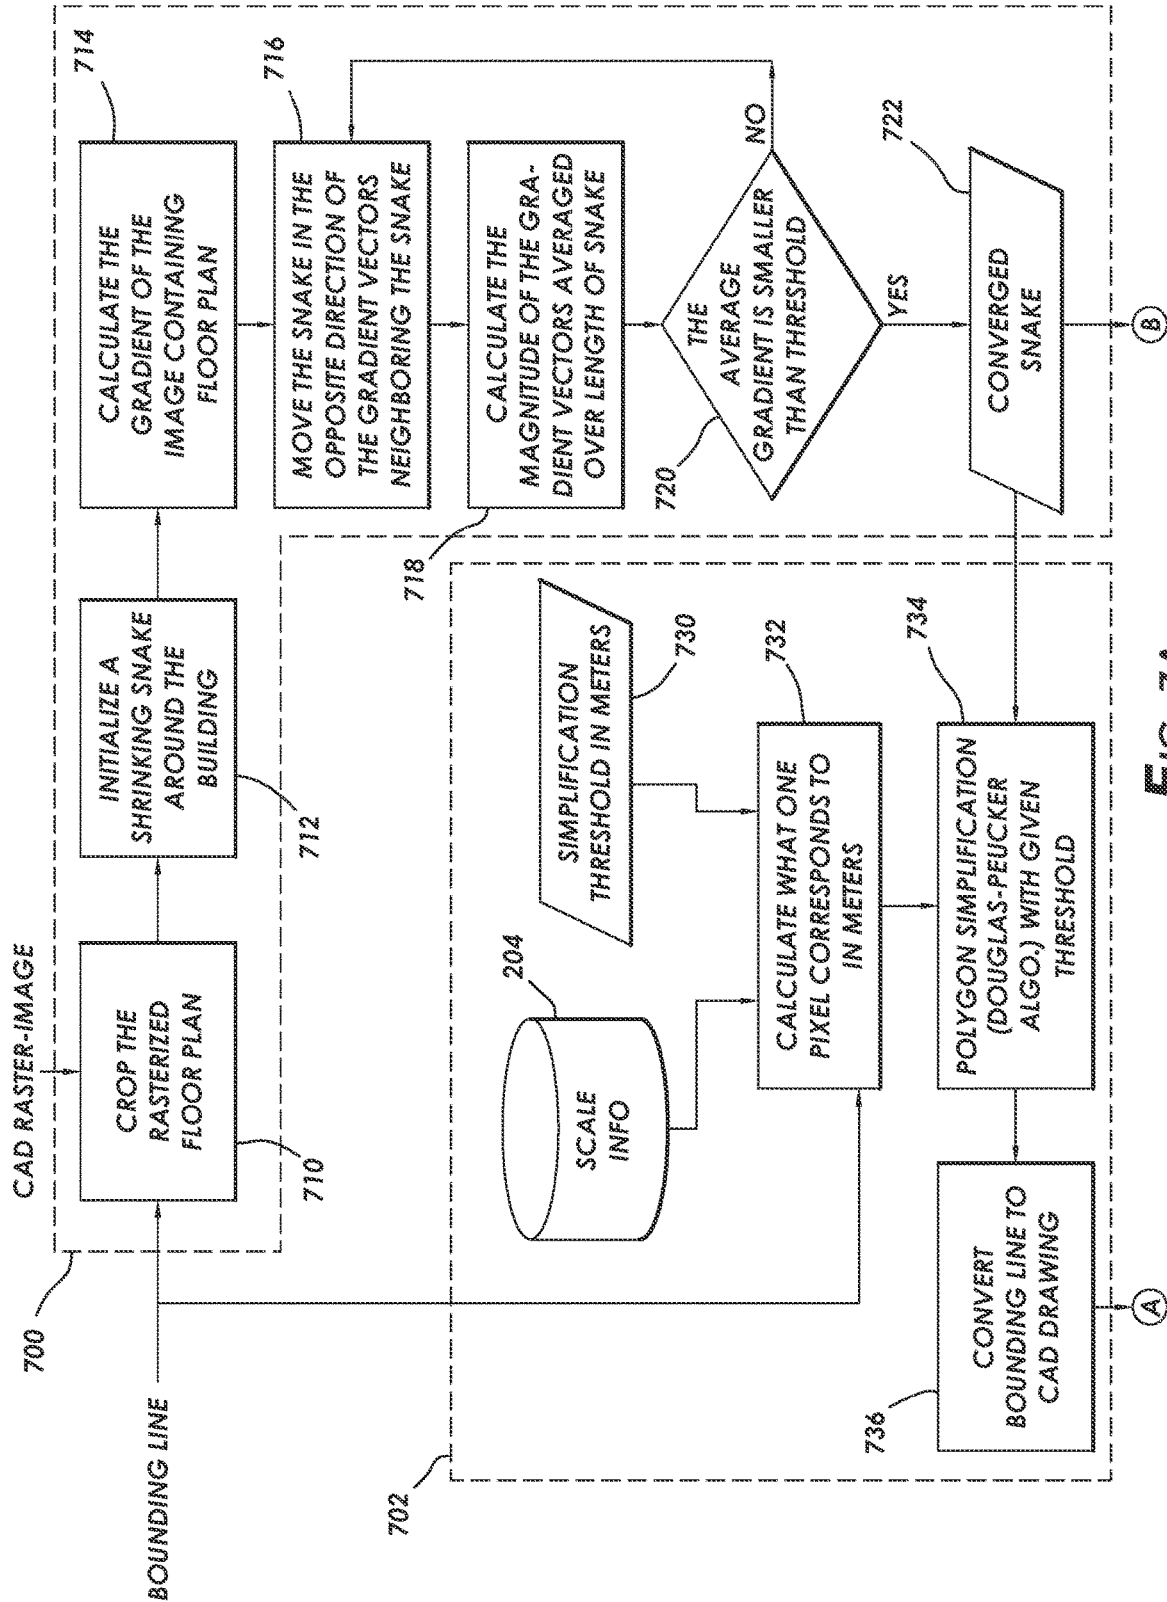 CAD RASTER-IMAGE
BOUNDING LINE
700
CROP THE
RASTERIZED
FLOOR PLAN
710
INITIALIZE A
SHRINKING SNAKE
AROUND THE
BUILDING
712
CALCULATE THE
GRADIENT OF THE
IMAGE CONTAINING
FLOOR PLAN
714
MOVE THE SNAKE IN THE
OPPOSITE DIRECTION OF
THE GRADIENT VECTORS
NEIGHBORING THE SNAKE
716
CALCULATE THE
MAGNITUDE OF THE GRA-
DIENT VECTORS AVERAGED
OVER LENGTH OF SNAKE
718
THE
AVERAGE
GRADIENT IS SMALLER
THAN THRESHOLD
720
NO
YES
CONVERGED
SNAKE
722
B
702
SCALE
INFO
204
SIMPLIFICATION
THRESHOLD IN METERS
730
CALCULATE WHAT ONE
PIXEL CORRESPONDS TO
IN METERS
732
POLYGON SIMPLIFICATION
(DOUGLAS-PEUCKER
ALGO.) WITH GIVEN
THRESHOLD
734
CONVERT
BOUNDING LINE TO
CAD DRAWING
736
A